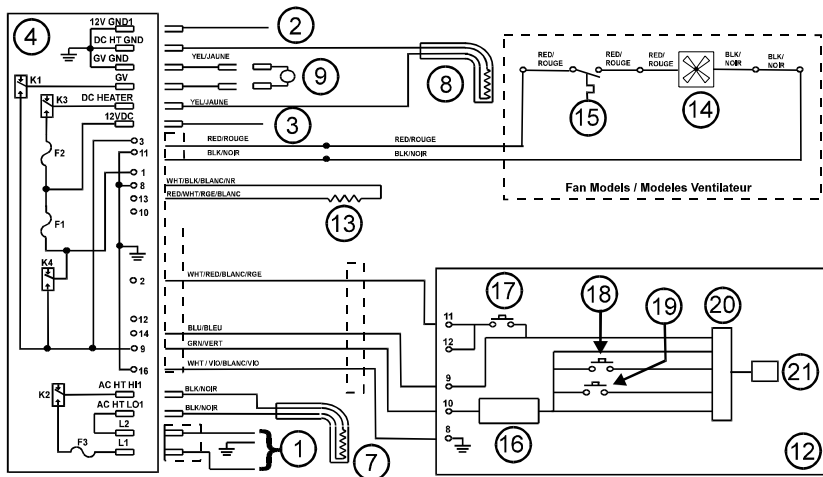 4
12V GND1
DC HT GND
GV GND
K1
GV
K3
DC HEATER
12VDC
3
11
F2
1
8
13
10
F1
K4
2
12
14
9
16
AC HT HI1
K2
AC HT LO1
L2
F3
L1
2
YEL/JAUNE
9
8
YEL/JAUNE
3
RED/ROUGE
RED/ROUGE
BLK/NOIR
BLK/NOIR
WHT/BLK/BLANC/NR
RED/WHT/RGE/BLANC
13
WHT/RED/BLANC/RGE
BLU/BLEU
GRN/VERT
WHT / VIO/BLANC/VIO
BLK/NOIR
BLK/NOIR
1
7
RED/
ROUGE
RED/
ROUGE
RED/
ROUGE
BLK/
NOIR
BLK/
NOIR
15
14
Fan Models / Modeles Ventilateur
11
17
12
18
19
20
9
10
16
8
21
12